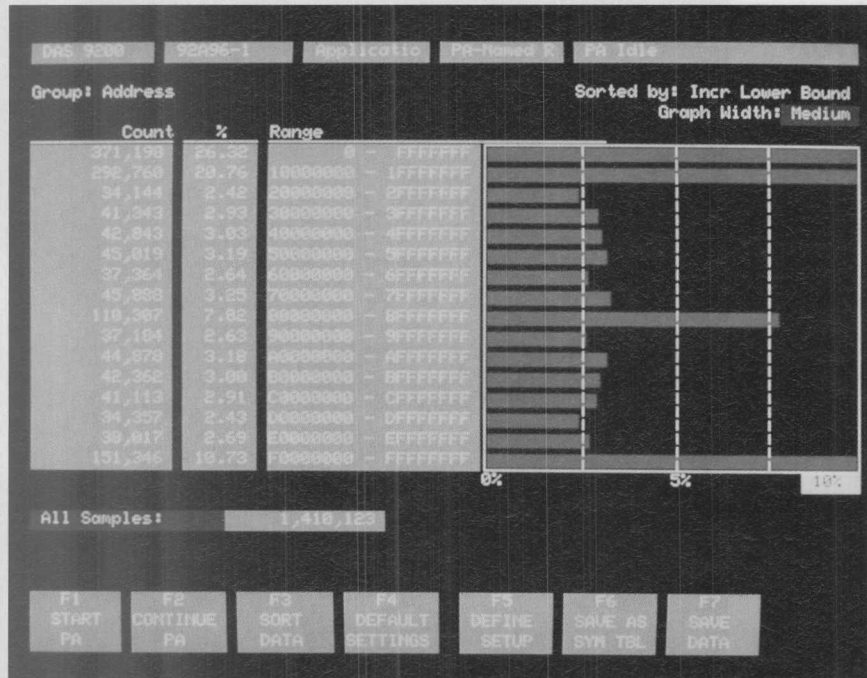 DAS 9200 92A96-1 Applicatio PA-Named R PA Idle
Group: Address Sorted by: Incr Lower Bound
Graph Width: Medium
Count % Range
371,198 26.32 0 - FFFFFFF
292,760 20.76 10000000 - 1FFFFFFF
34,144 2.42 20000000 - 2FFFFFFF
41,343 2.93 30000000 - 3FFFFFFF
42,843 3.03 40000000 - 4FFFFFFF
45,019 3.19 50000000 - 5FFFFFFF
37,364 2.64 60000000 - 6FFFFFFF
45,888 3.25 70000000 - 7FFFFFFF
110,307 7.82 80000000 - 8FFFFFFF
37,184 2.63 90000000 - 9FFFFFFF
44,878 3.18 A0000000 - AFFFFFFF
42,362 3.00 B0000000 - BFFFFFFF
41,113 2.91 C0000000 - CFFFFFFF
34,357 2.43 D0000000 - DFFFFFFF
38,017 2.69 E0000000 - EFFFFFFF
151,346 10.73 F0000000 - FFFFFFFF
0% 5% 10%
All Samples: 1,410,123
F1 F2 F3 F4 F5 F6 F7
START CONTINUE SORT DEFAULT DEFINE SAVE AS SAVE
PA PA DATA SETTINGS SETUP SYM TBL DATA